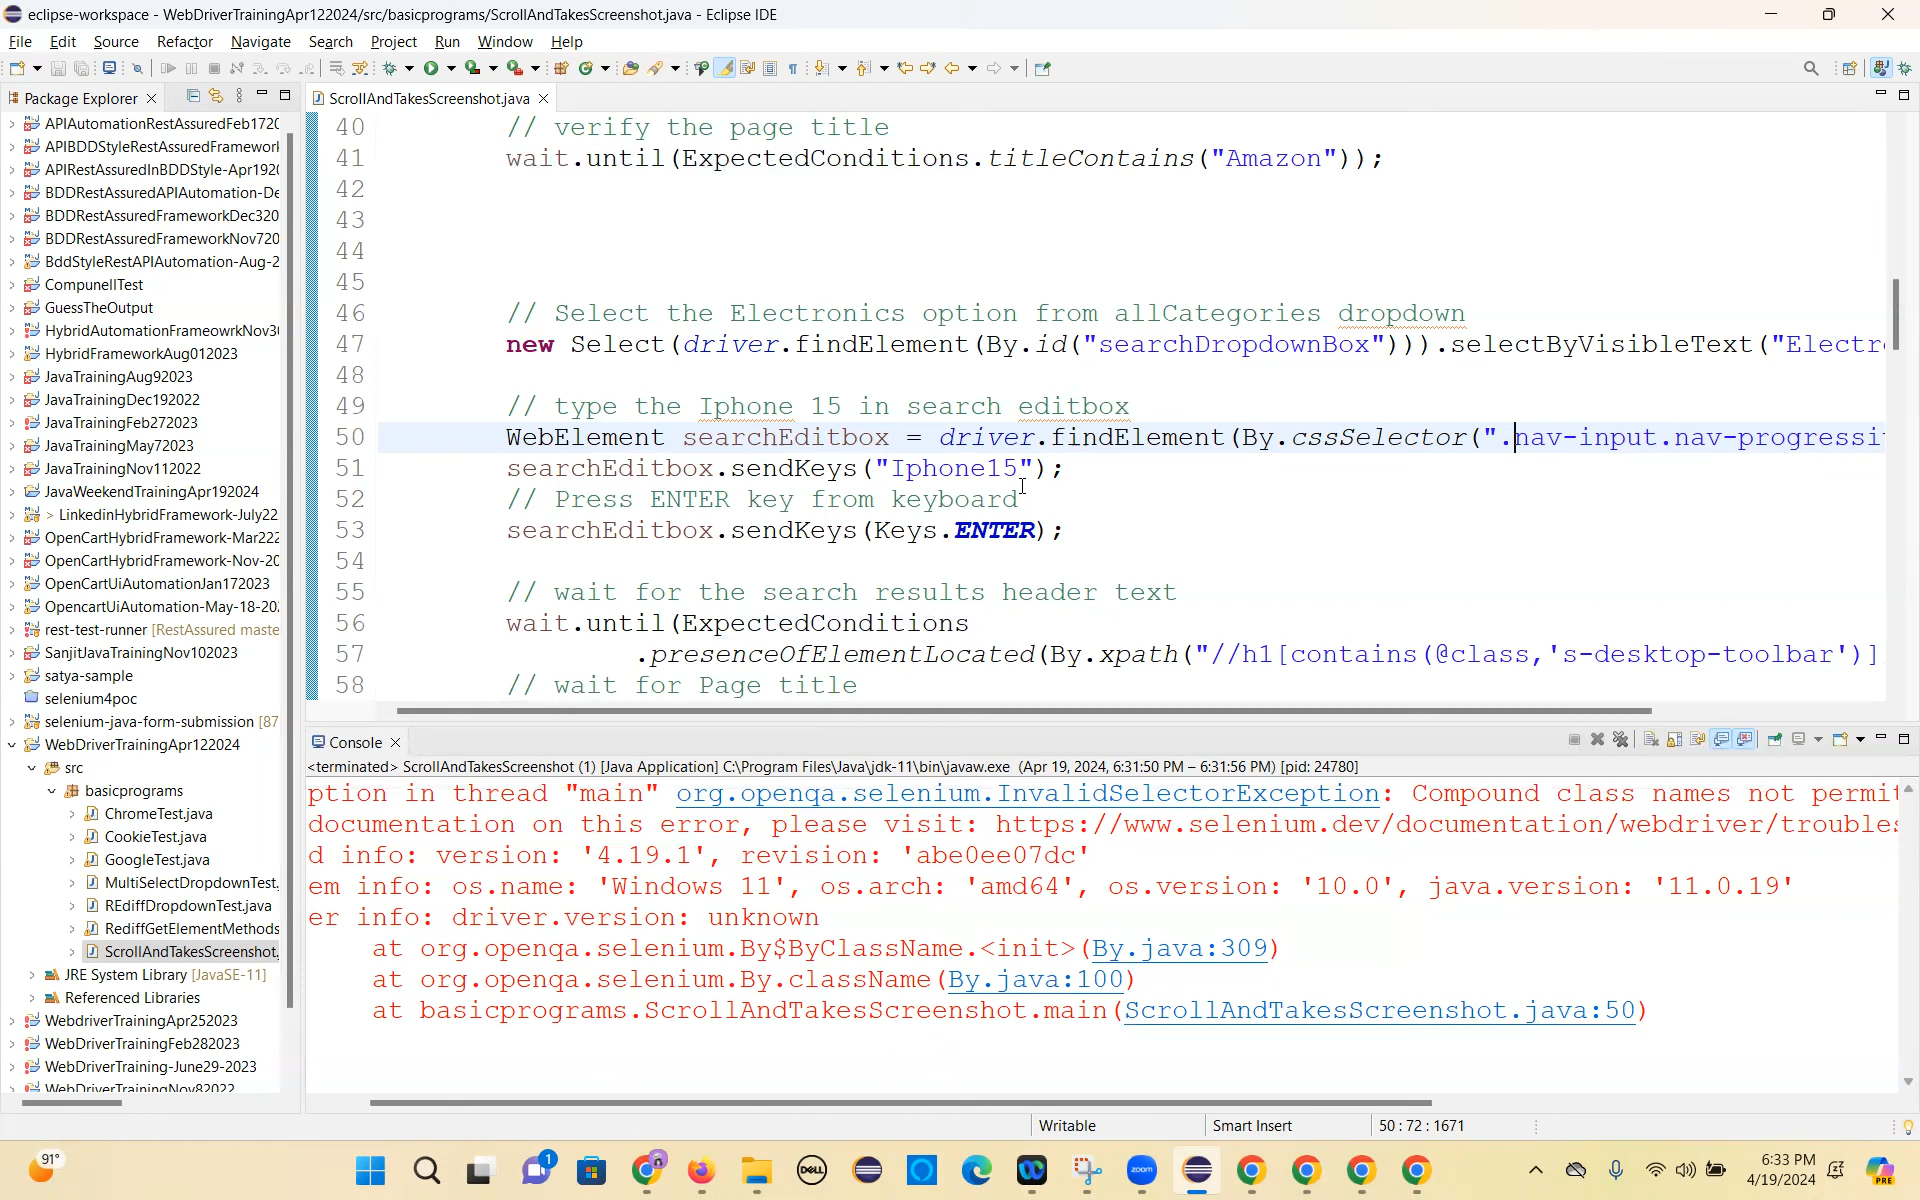 eclipse-workspace - WebDriverTrainingApr122024/src/basicprograms/ScrollAndTakesScreenshot.java - Eclipse IDE
File Edit Source Refactor Navigate Search Project Run Window Help
Package Explorer
ScrollAndTakesScreenshot.java
APIAutomationRestAssuredFeb1720
APIBDDStyleRestAssuredFramework
APIRestAssuredInBDDStyle-Apr192
BDDRestAssuredAPIAutomation-De
BDDRestAssuredFrameworkDec320
BDDRestAssuredFrameworkNov720
BddStyleRestAPIAutomation-Aug-2
CompunellTest
GuessTheOutput
HybridAutomationFrameowrkNov3
HybridFrameworkAug012023
JavaTrainingAug92023
JavaTrainingDec192022
JavaTrainingFeb272023
JavaTrainingMay72023
JavaTrainingNov112022
JavaWeekendTrainingApr192024
> LinkedinHybridFramework-July22
OpenCartHybridFramework-Mar222
OpenCartHybridFramework-Nov-20
OpenCartUiAutomationJan172023
OpencartUiAutomation-May-18-20
rest-test-runner [RestAssured maste
SanjitJavaTrainingNov102023
satya-sample
selenium4poc
selenium-java-form-submission [87
WebDriverTrainingApr122024
src
basicprograms
ChromeTest.java
CookieTest.java
GoogleTest.java
MultiSelectDropdownTest.
REdiffDropdownTest.java
RediffGetElementMethods
ScrollAndTakesScreenshot.
JRE System Library [JavaSE-11]
Referenced Libraries
WebdriverTrainingApr252023
WebDriverTrainingFeb282023
WebDriverTraining-June29-2023
WebDriverTrainingNov82022
40 // verify the page title
41 wait.until(ExpectedConditions.titleContains("Amazon"));
42
43
44
45
46 // Select the Electronics option from allCategories dropdown
47 new Select(driver.findElement(By.id("searchDropdownBox"))).selectByVisibleText("Electr
48
49 // type the Iphone 15 in search editbox
50 WebElement searchEditbox = driver.findElement(By.cssSelector(".nav-input.nav-progressi
51 searchEditbox.sendKeys("Iphone15");
52 // Press ENTER key from keyboard
53 searchEditbox.sendKeys(Keys.ENTER);
54
55 // wait for the search results header text
56 wait.until(ExpectedConditions
57 .presenceOfElementLocated(By.xpath("//h1[contains(@class,'s-desktop-toolbar')]
58 // wait for Page title
Console
<terminated> ScrollAndTakesScreenshot (1) [Java Application] C:\Program Files\Java\jdk-11\bin\javaw.exe (Apr 19, 2024, 6:31:50 PM – 6:31:56 PM) [pid: 24780]
ption in thread "main" org.openqa.selenium.InvalidSelectorException: Compound class names not permit
documentation on this error, please visit: https://www.selenium.dev/documentation/webdriver/troubles
d info: version: '4.19.1', revision: 'abe0ee07dc'
em info: os.name: 'Windows 11', os.arch: 'amd64', os.version: '10.0', java.version: '11.0.19'
er info: driver.version: unknown
at org.openqa.selenium.By$ByClassName.<init>(By.java:309)
at org.openqa.selenium.By.className(By.java:100)
at basicprograms.ScrollAndTakesScreenshot.main(ScrollAndTakesScreenshot.java:50)
Writable Smart Insert 50 : 72 : 1671
91°
1
DELL
zoom
6:33 PM
4/19/2024
PRE